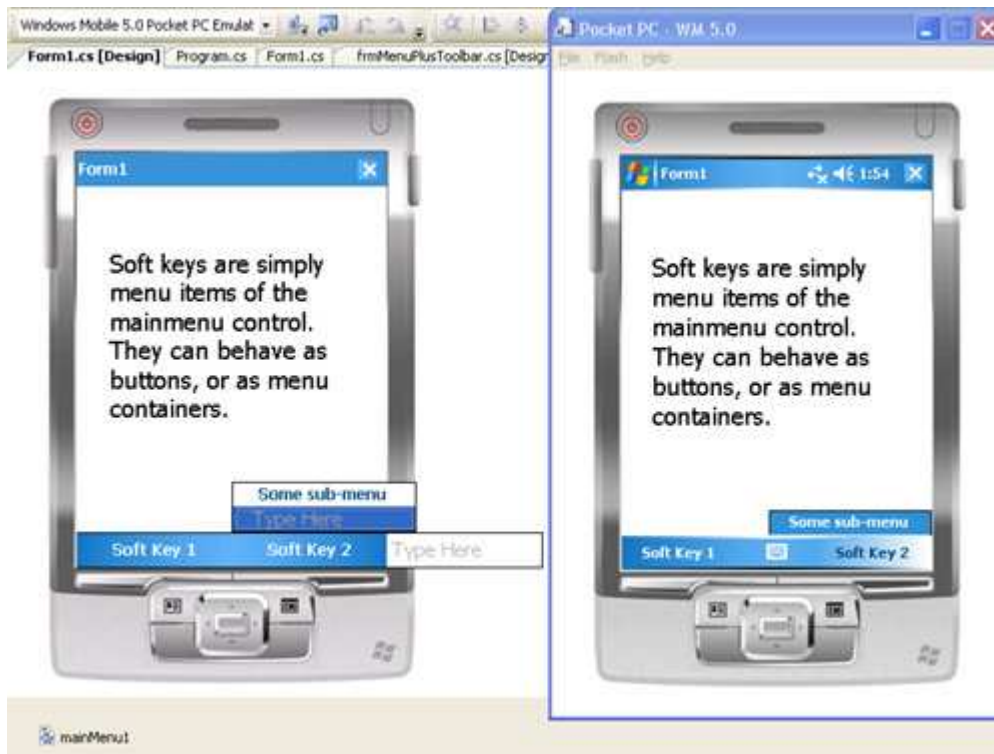 Windows Mobile 5.0 Pocket PC Emulat
Form1.cs [Design] Program.cs Form1.cs frmMenuPlusToolbar.cs [Design
Form1
Soft keys are simply
menu items of the
mainmenu control.
They can behave as
buttons, or as menu
containers.
Some sub-menu
Type Here
Soft Key 1 Soft Key 2 Type Here
mainMenu1
Pocket PC - WM 5.0
File Flash Help
Form1 1:54
Soft keys are simply
menu items of the
mainmenu control.
They can behave as
buttons, or as menu
containers.
Some sub-menu
Soft Key 1 Soft Key 2